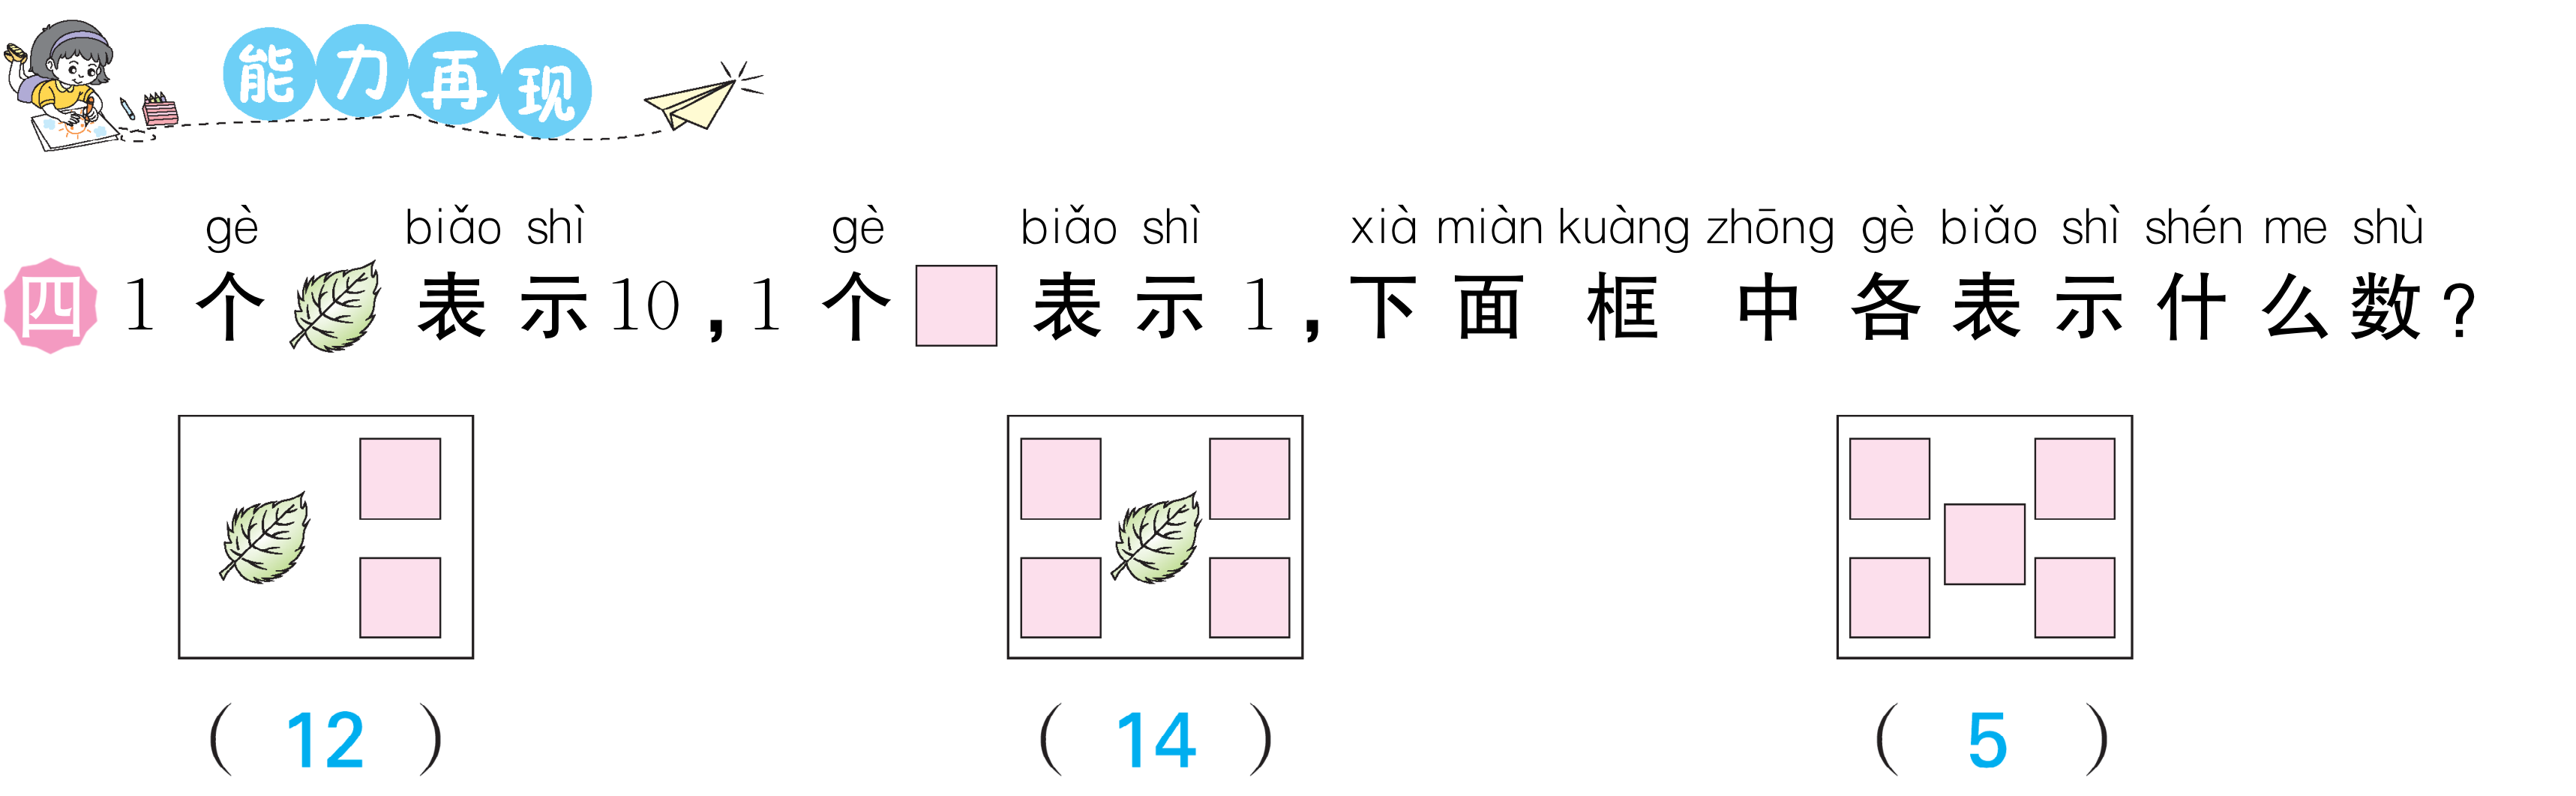 能力再现
gè biǎo shì gè biǎo shì xià miàn kuàng zhōng gè biǎo shì shén me shù
四 1 个 表 示 10 , 1 个 表 示 1 , 下 面 框 中 各 表 示 什 么 数 ?
( 12 ) ( 14 ) ( 5 )